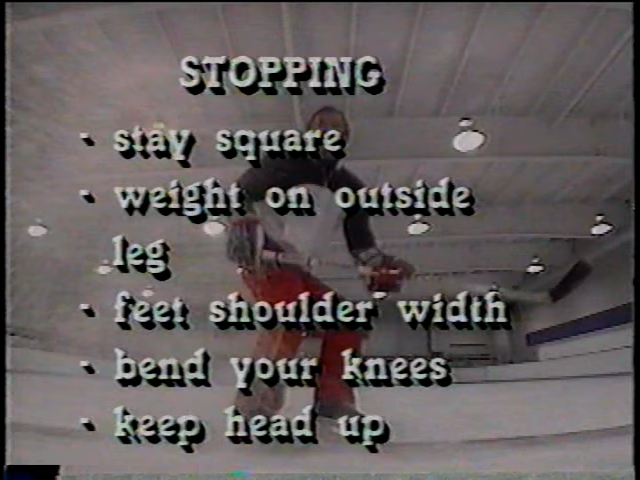 STOPPING
· stay square
· weight on outside
leg
· feet shoulder width
· bend your knees
· keep head up